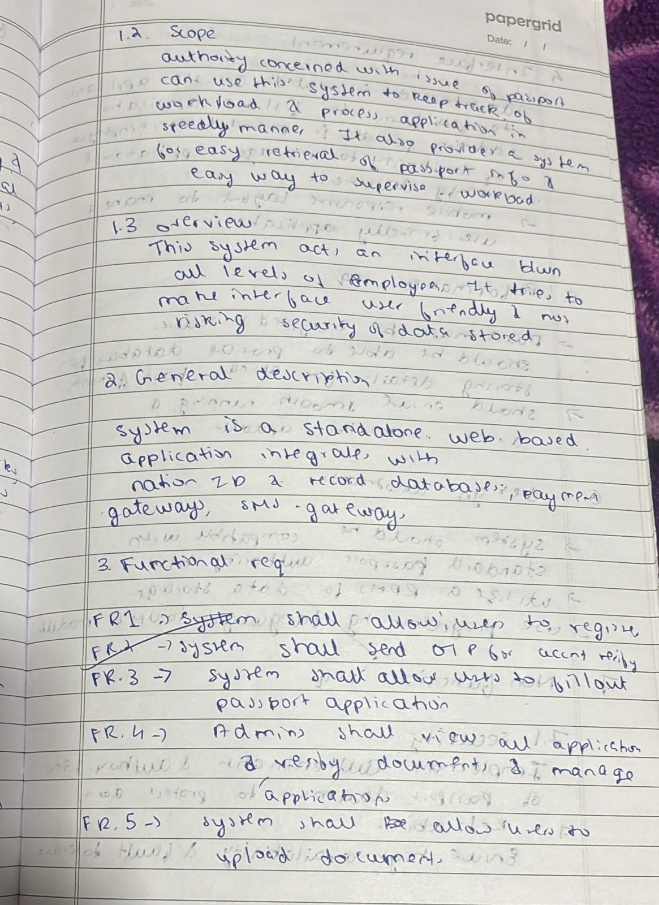 papergrid
Date: / /
1.2. Scope
authority concerned with issue of passport
can use this system to keep track of
workload & process application in
speedly manner. It also provides a system
for easy retrieval of passport info &
easy way to supervise workload.
1.3 overview
This system acts an interface btwn
all levels of employees. It tries to
make interface user friendly & not
risking security of data stored.
2. General description
system is a standalone web based
application integrates with
nation ID & record databases, payment
gateways, SMS gateway.
3. Functional req
FR1 -> system shall allow users to registe
FR2 -> system shall send OTP for accnt verify
FR.3 -> system shall allow users to fillout
passport application
FR.4 -> Admins shall view all application
& verify documents & manage
applications
FR.5 -> system shall be allow users to
upload documents.